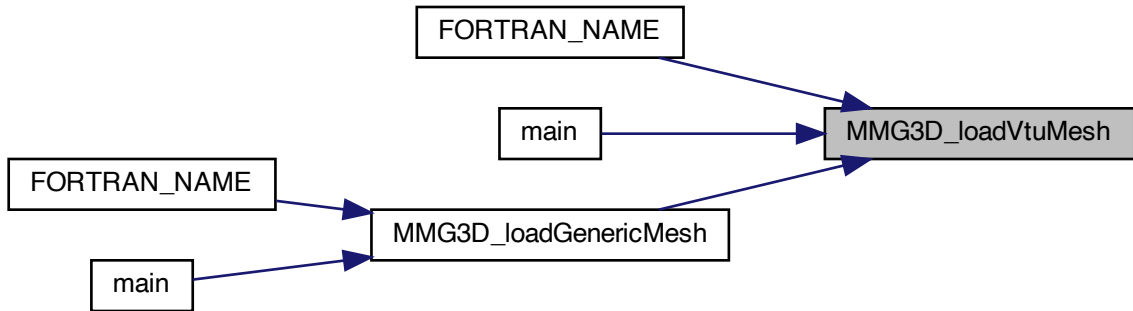 FORTRAN_NAME
main
MMG3D_loadVtuMesh
FORTRAN_NAME
MMG3D_loadGenericMesh
main